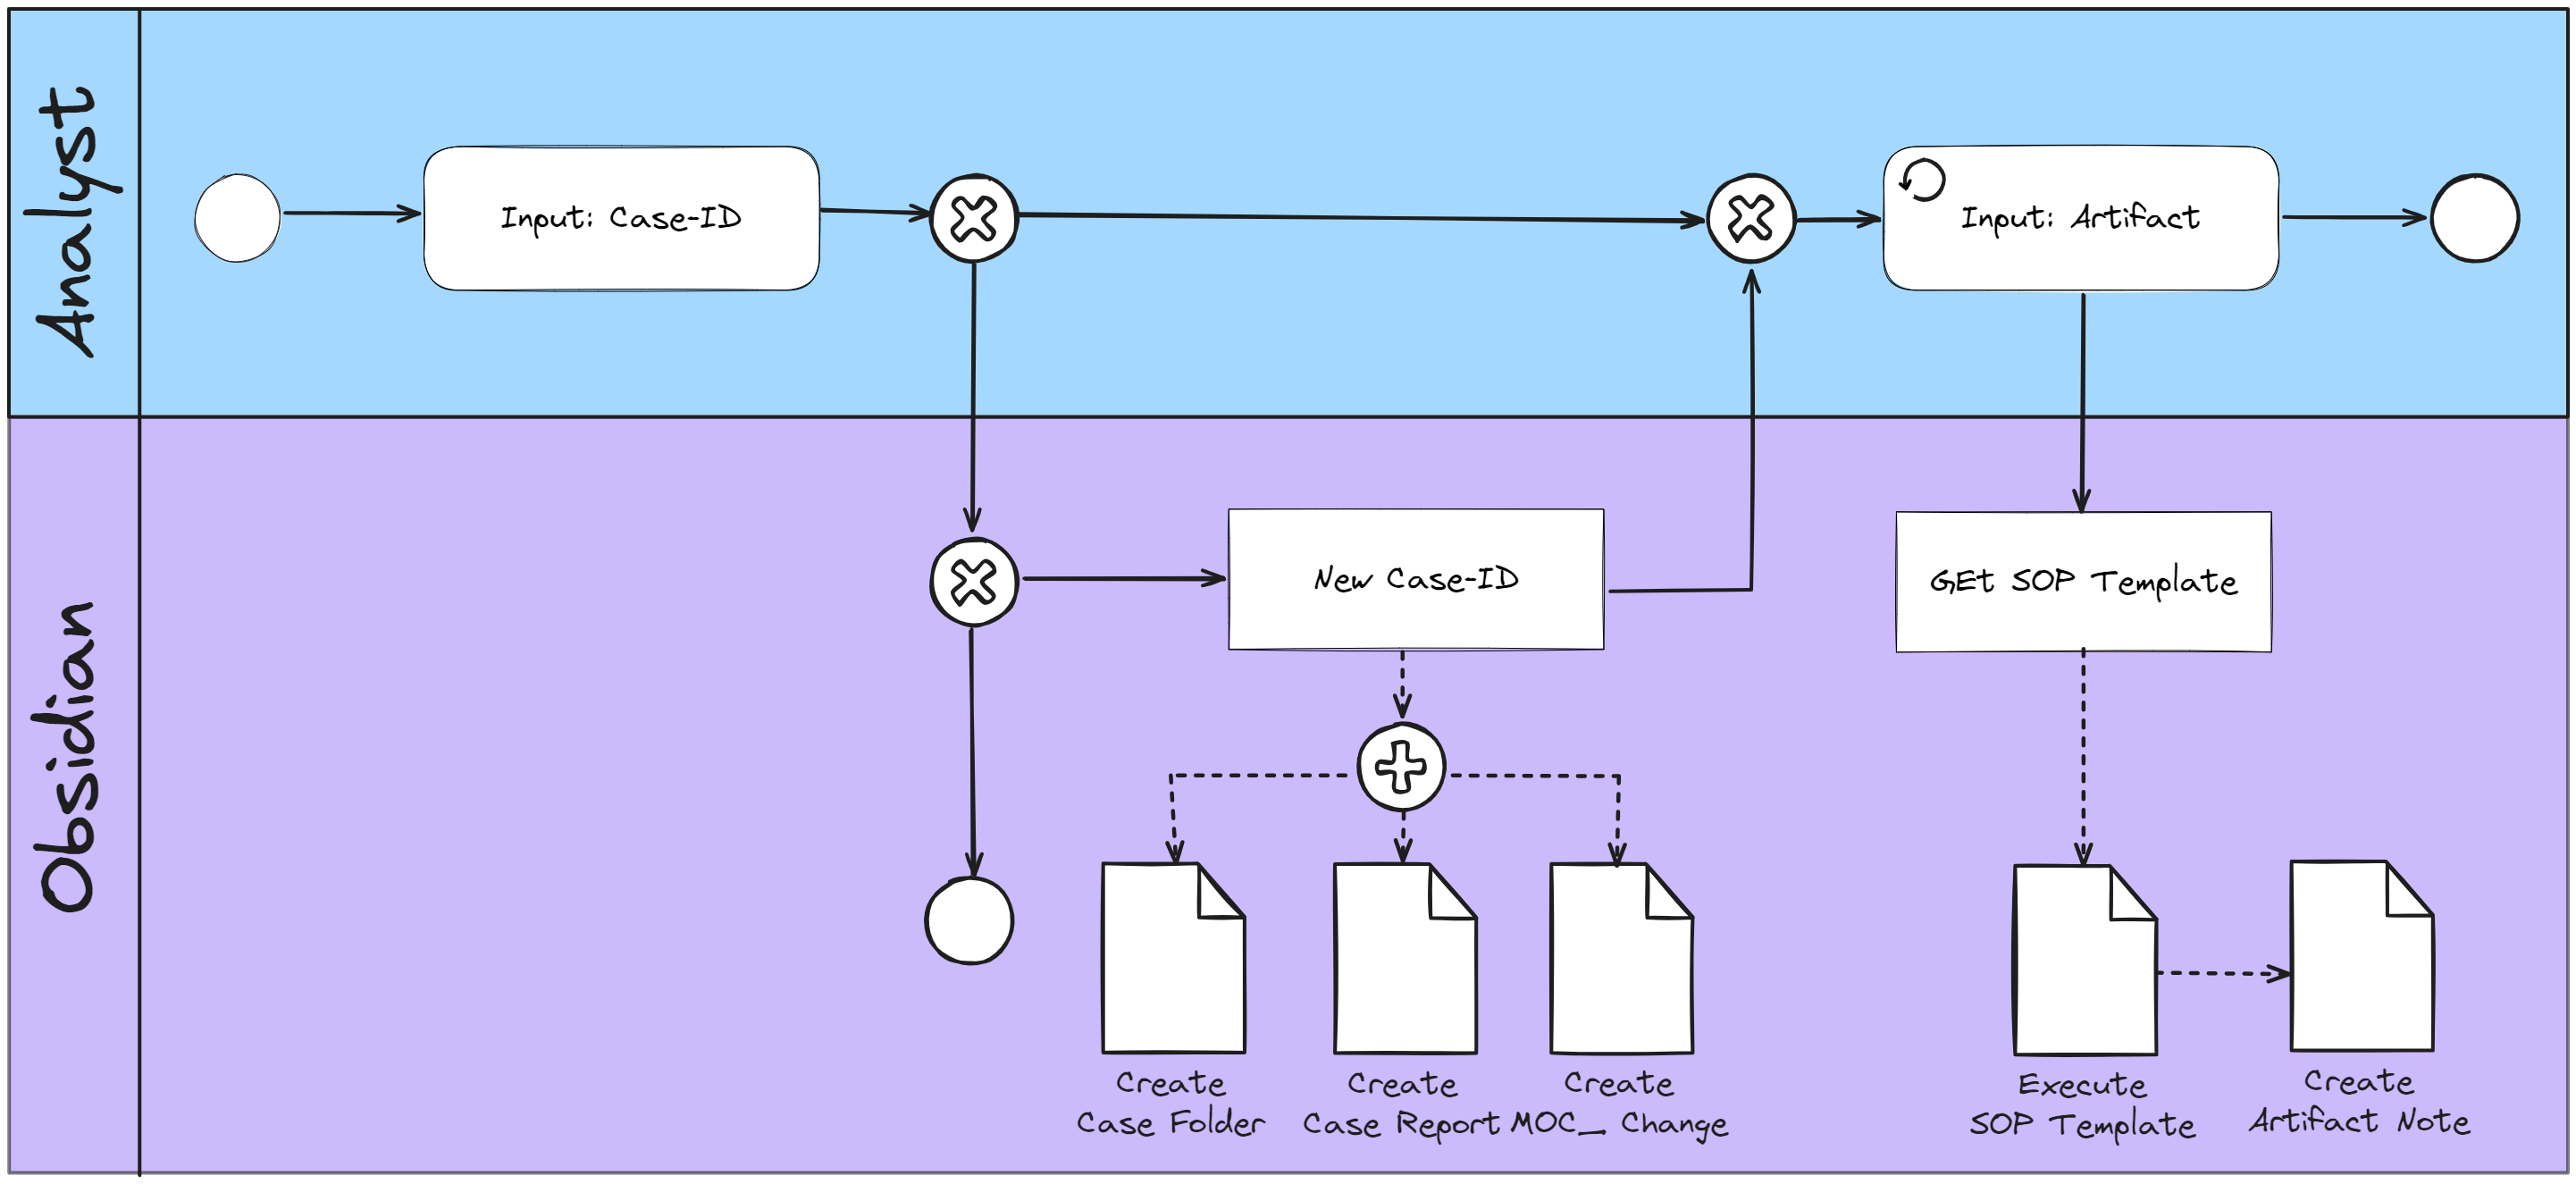 Analyst
Input: Case-ID
Input: Artifact
Obsidian
New Case-ID
GEt SOP Template
Create
Case Folder
Create
Case Report
Create
MOC_ Change
Execute
SOP Template
Create
Artifact Note